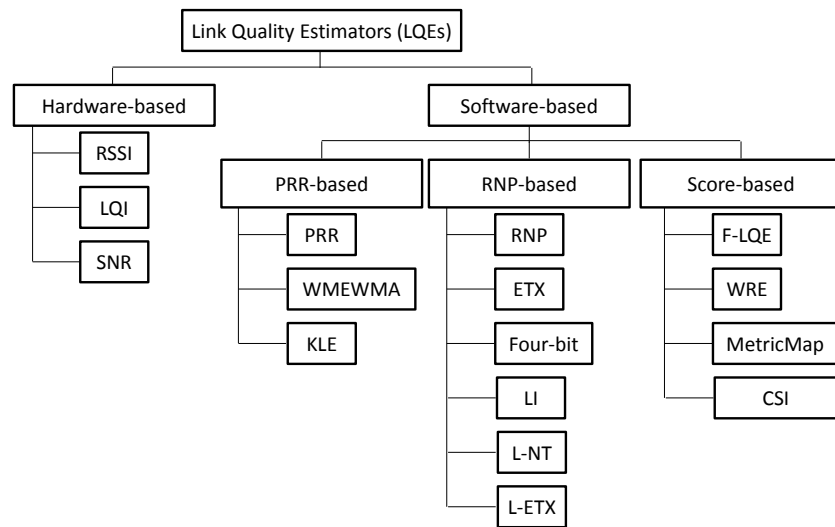 Link Quality Estimators (LQEs)
Hardware-based
RSSI
LQI
SNR
Software-based
PRR-based
PRR
WMEWMA
KLE
RNP-based
RNP
ETX
Four-bit
LI
L-NT
L-ETX
Score-based
F-LQE
WRE
MetricMap
CSI